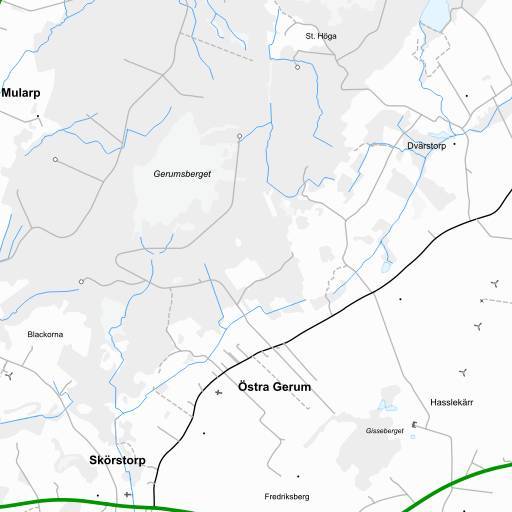 St. Höga
Mularp
Dvärstorp
Gerumsberget
Blackorna
Östra Gerum
Hasslekärr
Gisseberget
Skörstorp
Fredriksberg